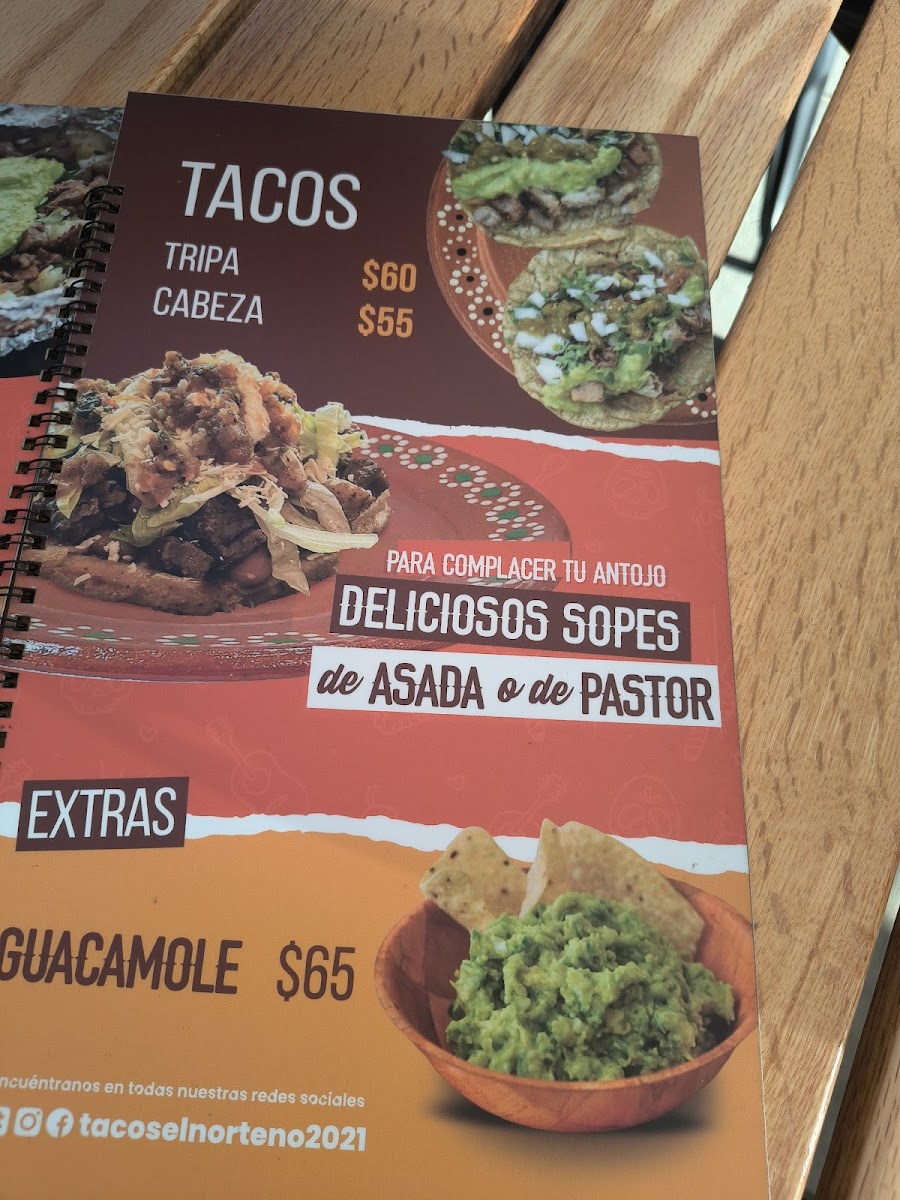 TACOS
TRIPA $60
CABEZA $55
PARA COMPLACER TU ANTOJO
DELICIOSOS SOPES
de ASADA o de PASTOR
EXTRAS
GUACAMOLE $65
ncuéntranos en todas nuestras redes sociales
tacoselnorteno2021